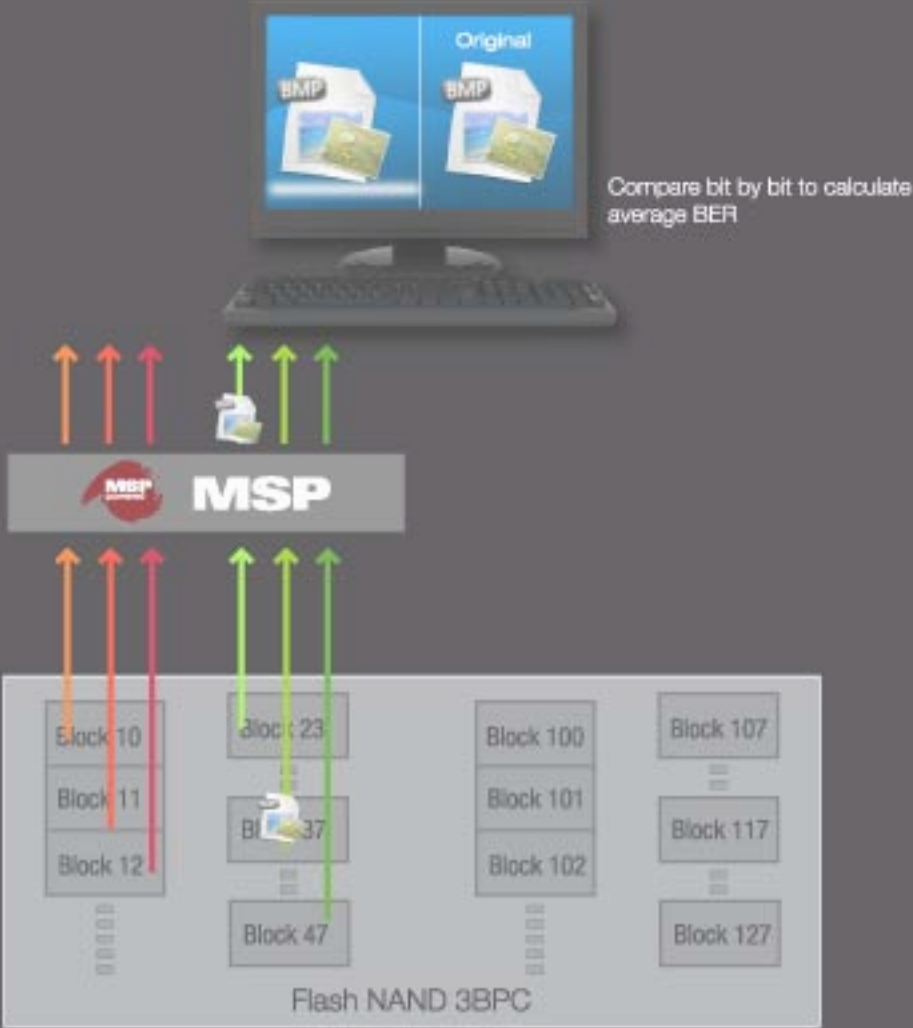 Original
BMP
BMP
Compare bit by bit to calculate
average BER
MSP
MSP
Block 10
Block 11
Block 12
Block 23
Block 47
Block 100
Block 101
Block 102
Block 107
Block 117
Block 127
Flash NAND 3BPC